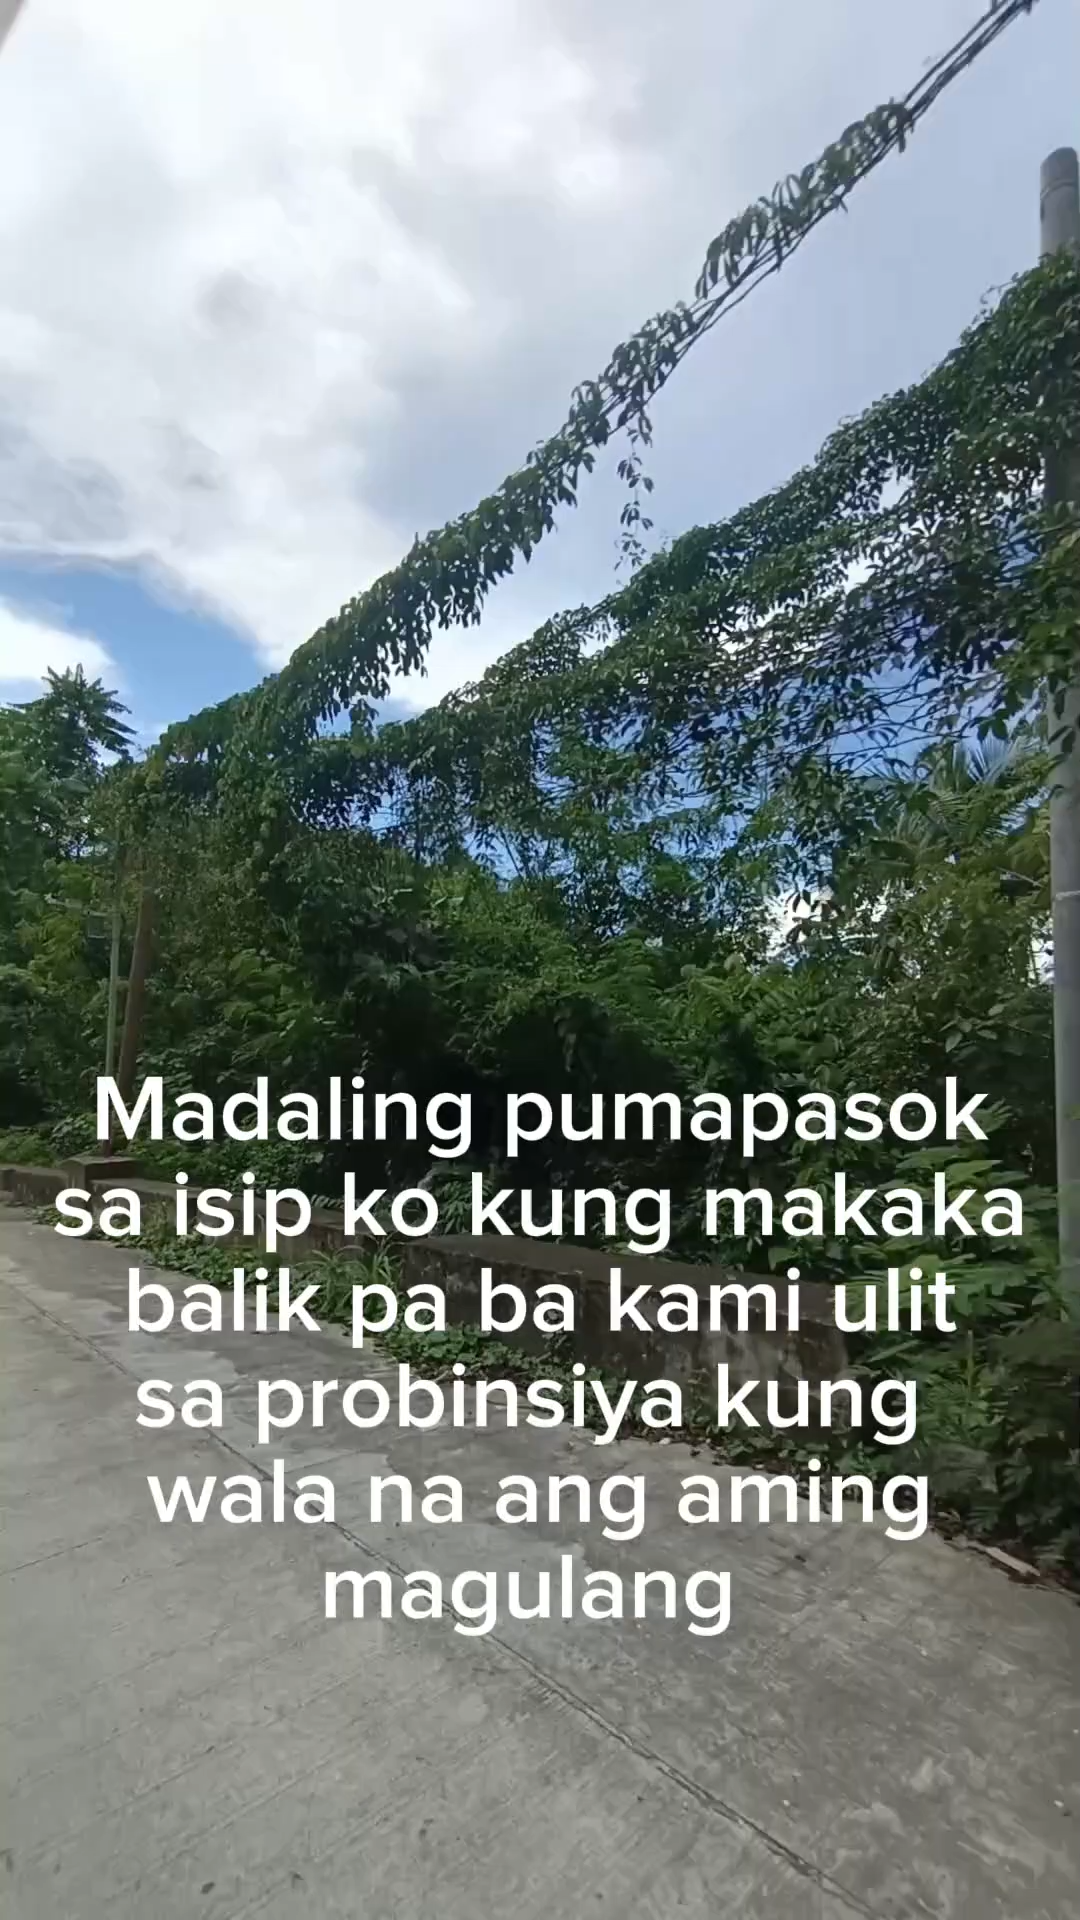 Madaling pumapasok
sa isip ko kung makaka
balik pa ba kami ulit
sa probinsiya kung
wala na ang aming
magulang